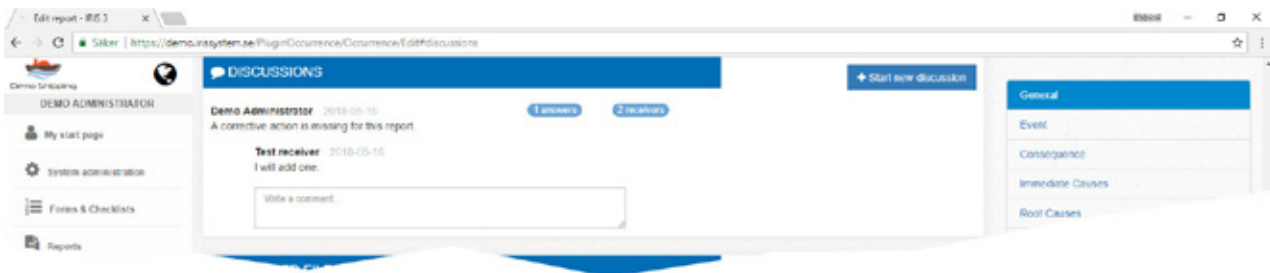 Edit report - IRIS 3
Säker | https://demo.irissystem.se/PluginOccurrence/Occurrence/Edit#discussions
Demo Shipping
DEMO ADMINISTRATOR
My start page
System administration
Forms & Checklists
Reports
DISCUSSIONS
Start new discussion
Demo Administrator 2018-05-16 1 answers 2 receivers
A corrective action is missing for this report.
Test receiver 2018-05-16
I will add one.
Write a comment...
General
Event
Consequence
Immediate Causes
Root Causes